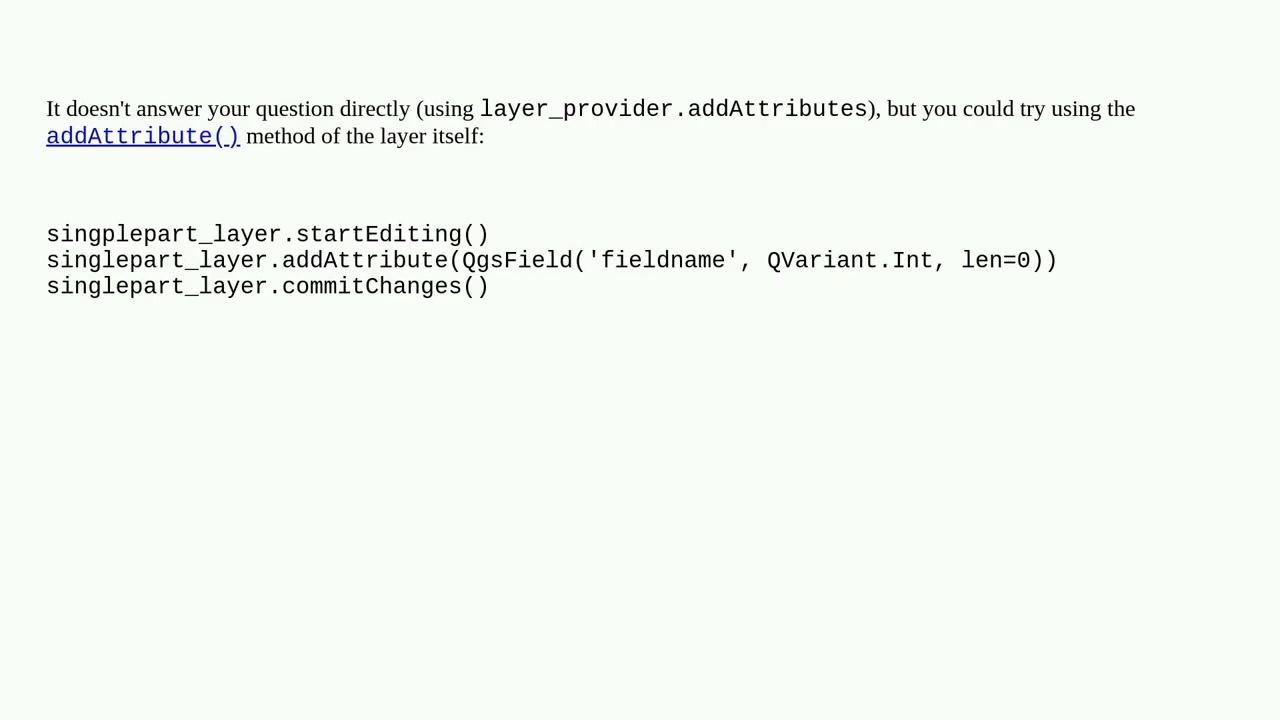 It doesn't answer your question directly (using layer_provider.addAttributes), but you could try using the
addAttribute() method of the layer itself:
singplepart_layer.startEditing()
singlepart_layer.addAttribute(QgsField('fieldname', QVariant.Int, len=0))
singlepart_layer.commitChanges()